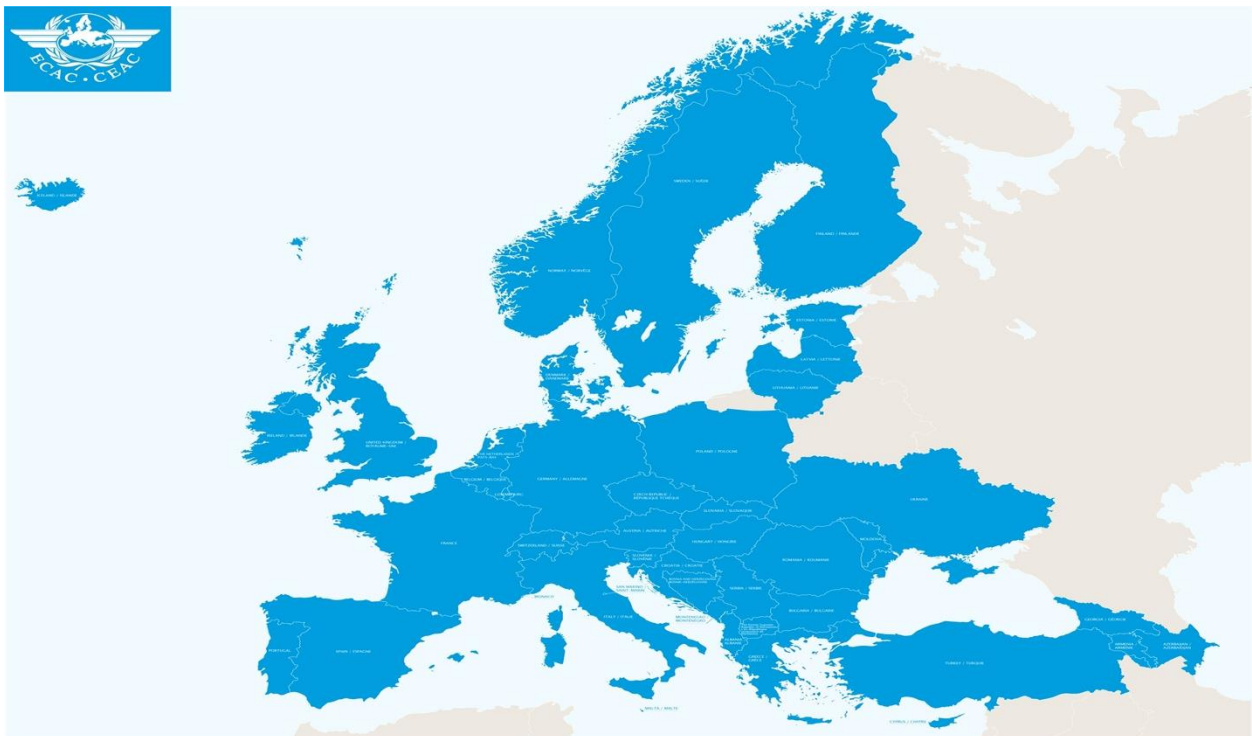 ECAC • CEAC
SWEDEN / SUÈDE
FINLAND / FINLANDE
NORWAY / NORVÈGE
ESTONIA / ESTONIE
LATVIA / LETTONIE
LITHUANIA / LITUANIE
DENMARK /
DANEMARK
IRELAND / IRLANDE
UNITED KINGDOM /
ROYAUME-UNI
THE NETHERLANDS /
PAYS-BAS
BELGIUM / BELGIQUE
LUXEMBOURG
GERMANY / ALLEMAGNE
POLAND / POLOGNE
CZECH REPUBLIC /
RÉPUBLIQUE TCHÈQUE
SLOVAKIA / SLOVAQUIE
UKRAINE
AUSTRIA / AUTRICHE
HUNGARY / HONGRIE
MOLDOVA
FRANCE
SWITZERLAND / SUISSE
SLOVENIA /
SLOVÉNIE
ROMANIA / ROUMANIE
CROATIA / CROATIE
SAN MARINO /
SAINT-MARIN
SERBIA / SERBIE
MONACO
ITALY / ITALIE
MONTENEGRO /
MONTÉNÉGRO
BULGARIA / BULGARIE
ALBANIA /
ALBANIE
GEORGIA / GÉORGIE
ARMENIA /
ARMÉNIE
AZERBAIJAN /
AZERBAÏDJAN
PORTUGAL
SPAIN / ESPAGNE
GREECE /
GRÈCE
TURKEY / TURQUIE
MALTA / MALTE
CYPRUS / CHYPRE